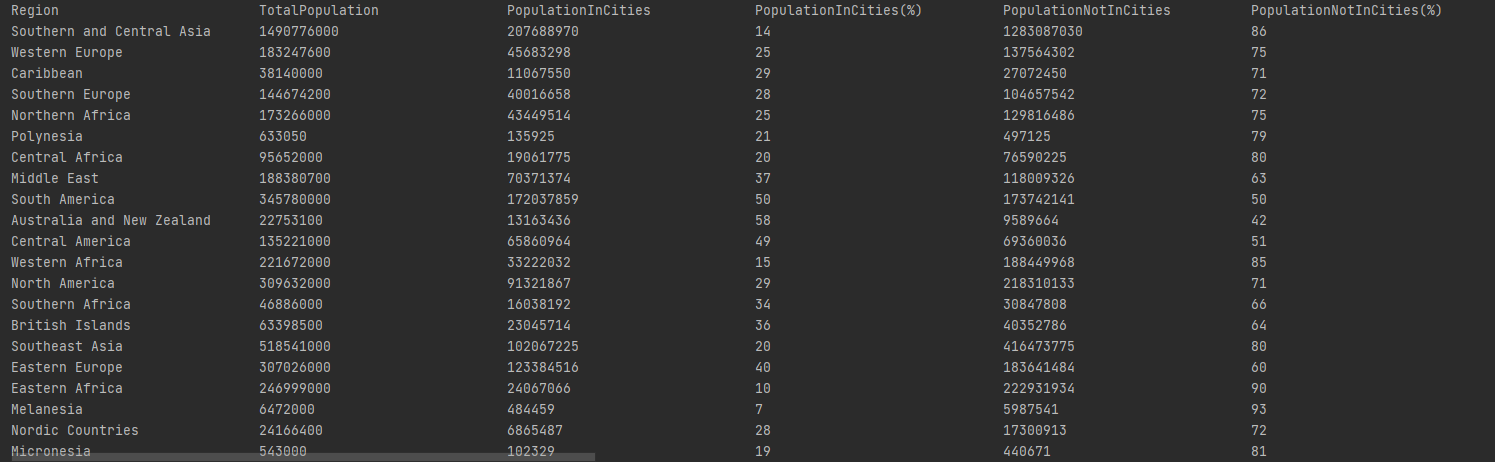 Region TotalPopulation PopulationInCities PopulationInCities(%) PopulationNotInCities PopulationNotInCities(%)
Southern and Central Asia 1490776000 207688970 14 1283087030 86
Western Europe 183247600 45683298 25 137564302 75
Caribbean 38140000 11067550 29 27072450 71
Southern Europe 144674200 40016658 28 104657542 72
Northern Africa 173266000 43449514 25 129816486 75
Polynesia 633050 135925 21 497125 79
Central Africa 95652000 19061775 20 76590225 80
Middle East 188380700 70371374 37 118009326 63
South America 345780000 172037859 50 173742141 50
Australia and New Zealand 22753100 13163436 58 9589664 42
Central America 135221000 65860964 49 69360036 51
Western Africa 221672000 33222032 15 188449968 85
North America 309632000 91321867 29 218310133 71
Southern Africa 46886000 16038192 34 30847808 66
British Islands 63398500 23045714 36 40352786 64
Southeast Asia 518541000 102067225 20 416473775 80
Eastern Europe 307026000 123384516 40 183641484 60
Eastern Africa 246999000 24067066 10 222931934 90
Melanesia 6472000 484459 7 5987541 93
Nordic Countries 24166400 6865487 28 17300913 72
Micronesia 543000 102329 19 440671 81